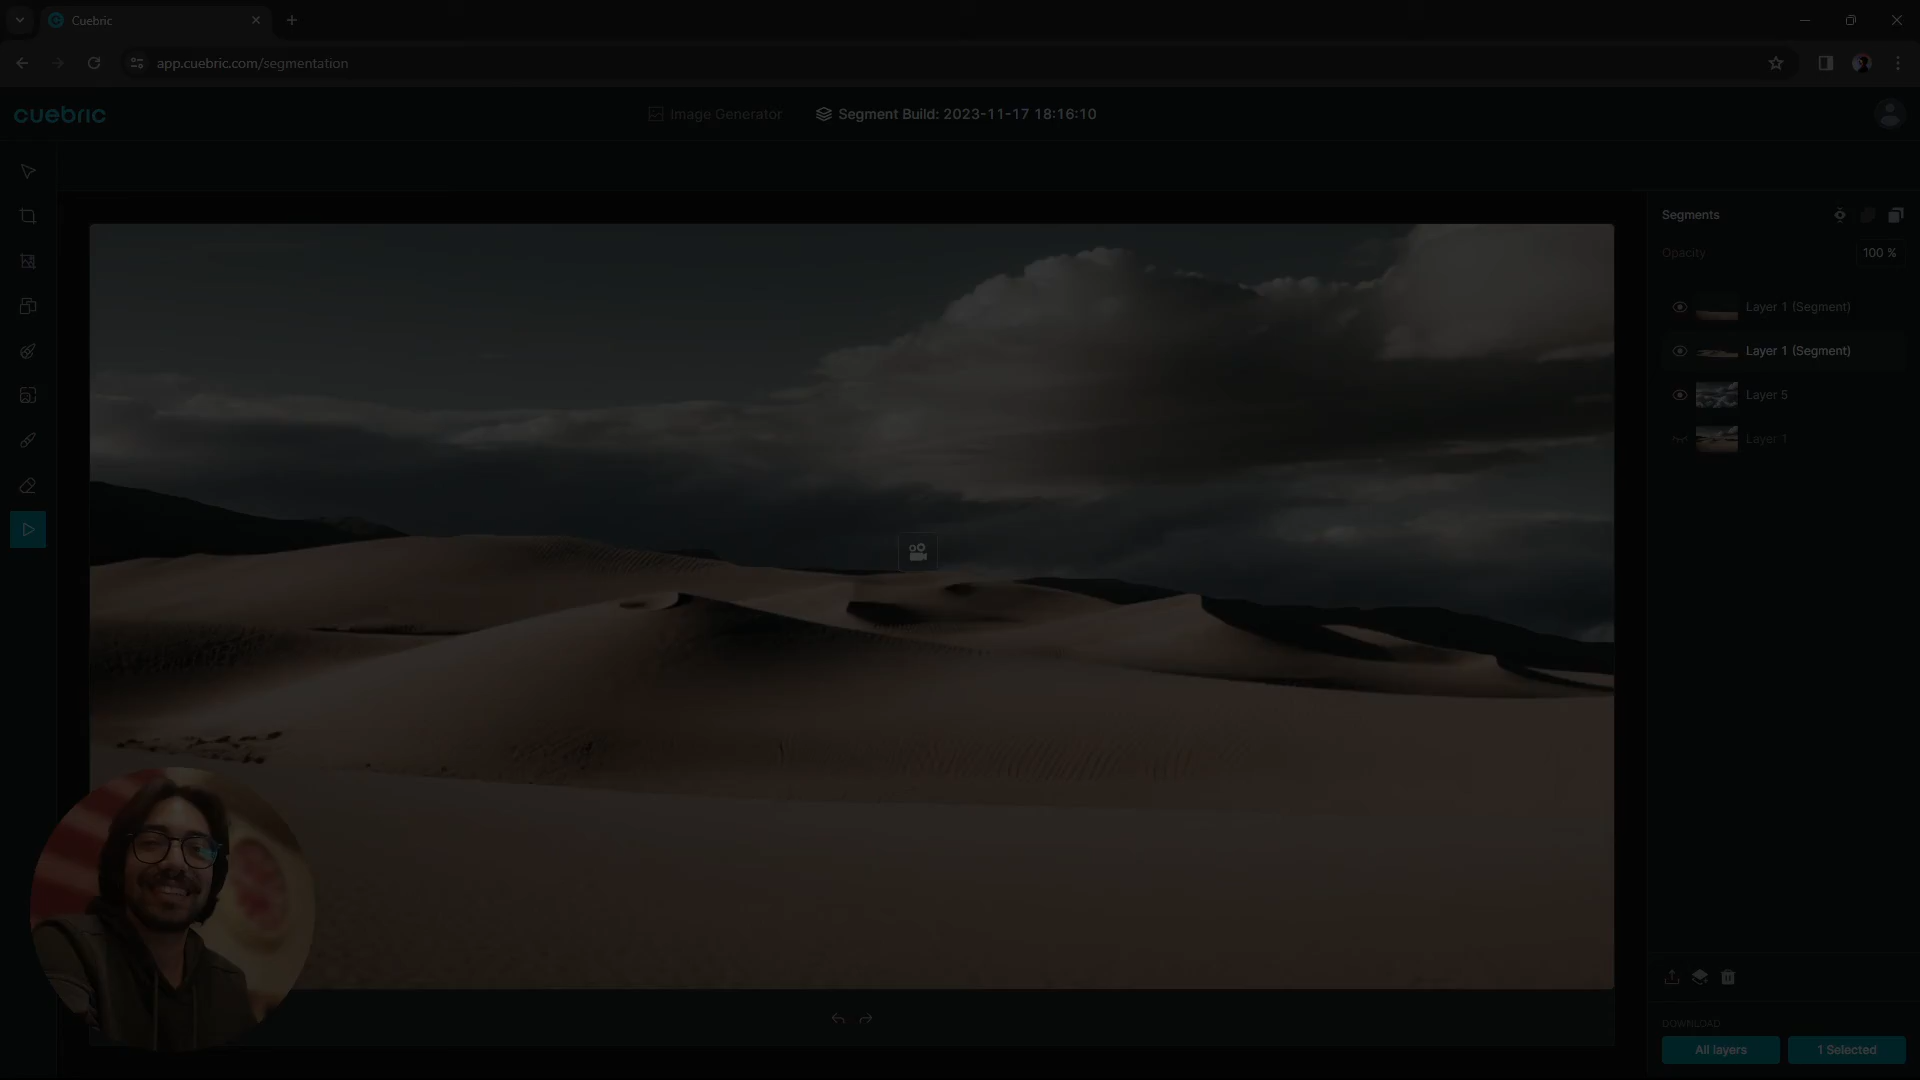 Cuebric
app.cuebric.com/segmentation
cuebric
Image Generator
Segment Build: 2023-11-17 18:16:10
Segments
Opacity
100 %
Layer 1 (Segment)
Layer 1 (Segment)
Layer 5
Layer 1
DOWNLOAD
All layers
1 Selected